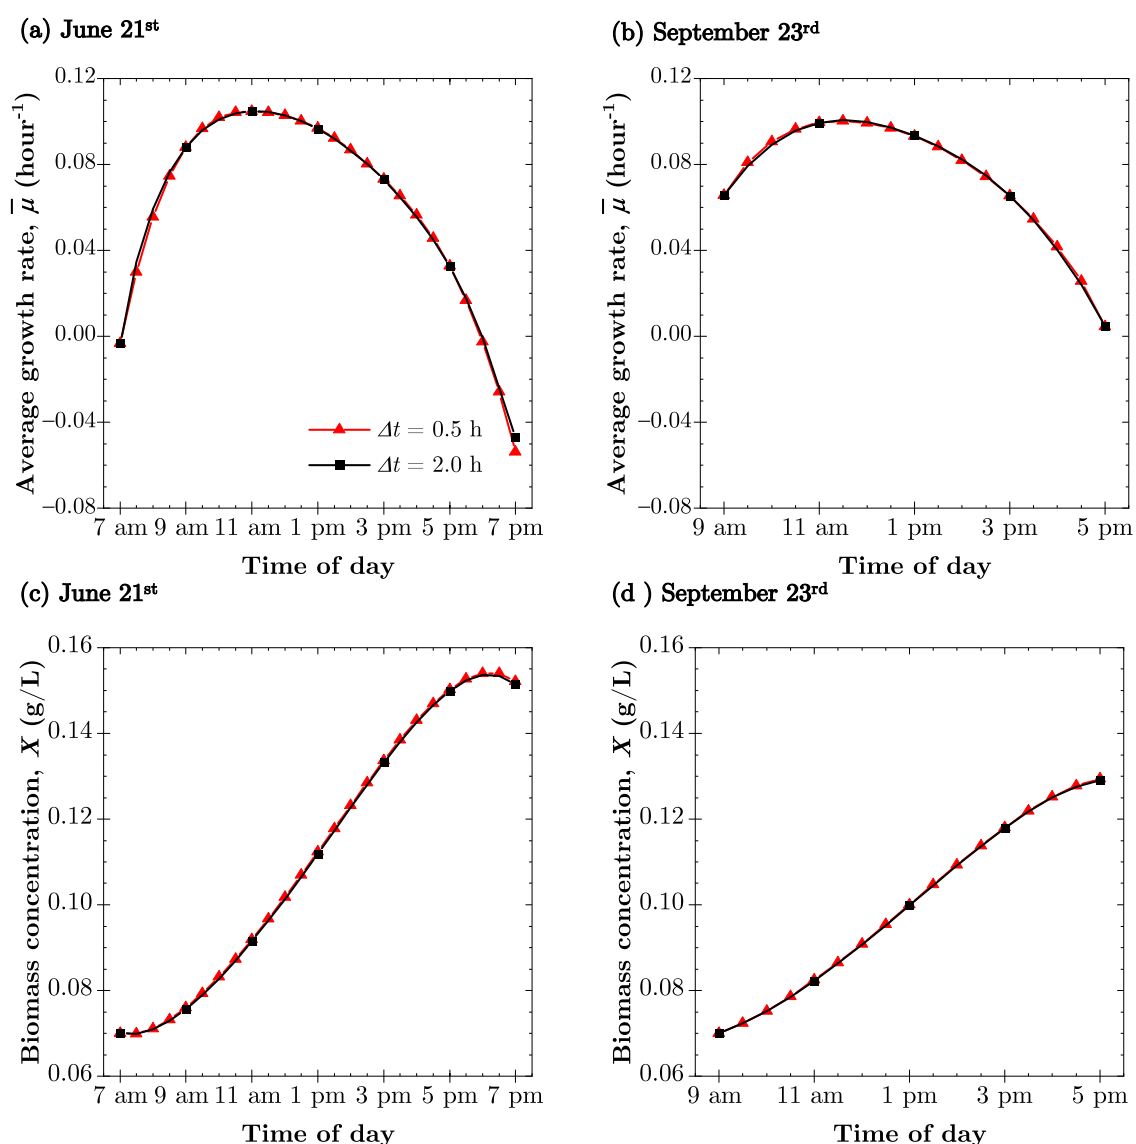 (a) June 21st
(b) September 23rd
Average growth rate, μ̅ (hour-1)
0.12
0.08
0.04
0.00
−0.04
−0.08
Δt = 0.5 h
Δt = 2.0 h
7 am 9 am 11 am 1 pm 3 pm 5 pm 7 pm
Time of day
Average growth rate, μ̅ (hour-1)
0.12
0.08
0.04
0.00
−0.04
−0.08
9 am 11 am 1 pm 3 pm 5 pm
Time of day
(c) June 21st
(d ) September 23rd
Biomass concentration, X (g/L)
0.16
0.14
0.12
0.10
0.08
0.06
7 am 9 am 11 am 1 pm 3 pm 5 pm 7 pm
Time of day
Biomass concentration, X (g/L)
0.16
0.14
0.12
0.10
0.08
0.06
9 am 11 am 1 pm 3 pm 5 pm
Time of day